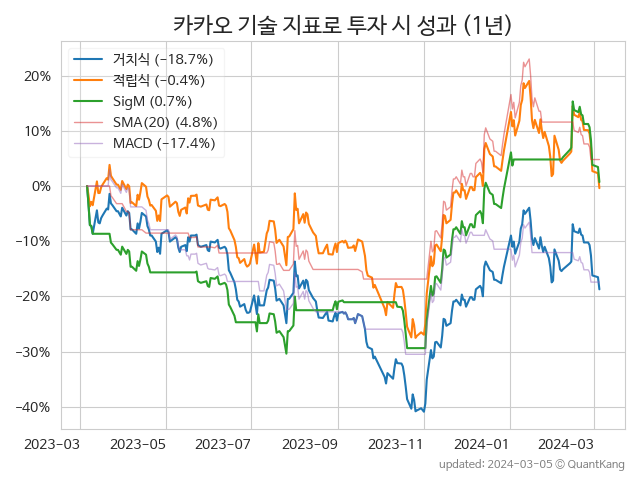 카카오 기술 지표로 투자 시 성과 (1년)
거치식 (−18.7%)
적립식 (−0.4%)
SigM (0.7%)
SMA(20) (4.8%)
MACD (−17.4%)
20%
10%
0%
−10%
−20%
−30%
−40%
2023-03 2023-05 2023-07 2023-09 2023-11 2024-01 2024-03
updated: 2024-03-05 ⓒ QuantKang